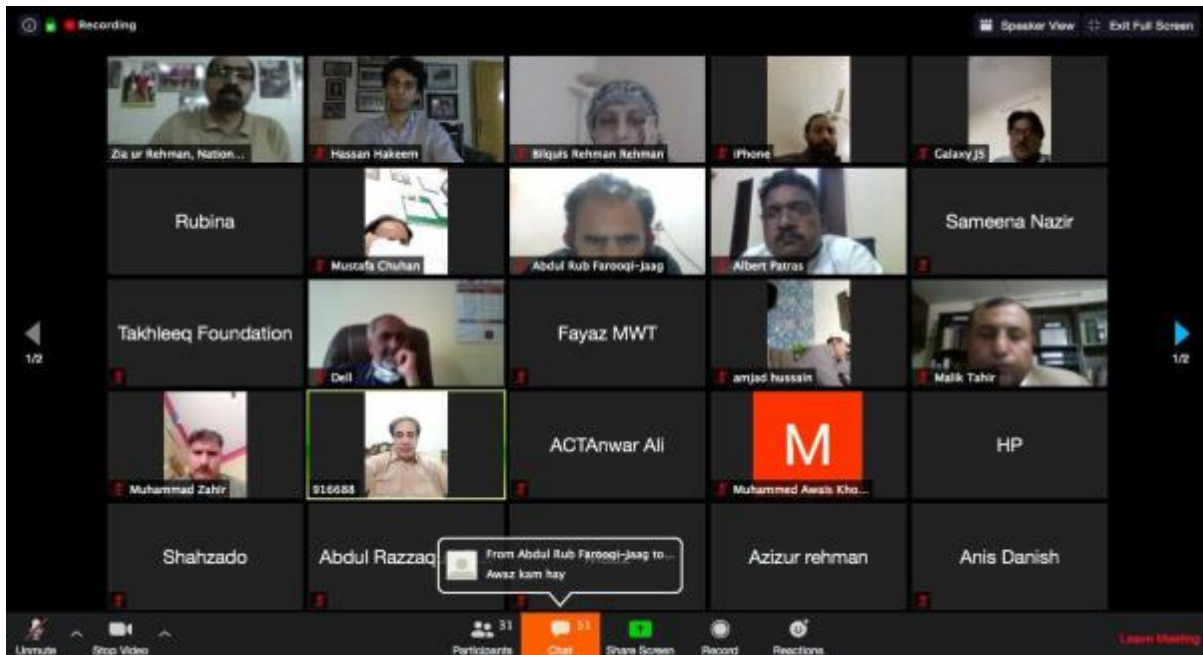 Recording
Speaker View
Exit Full Screen
Zia ur Rehman, Nation...
Hassan Hakeem
Bilquis Rehman Rehman
iPhone
Galaxy J5
Rubina
Mustafa Chuhan
Abdul Rub Farooqi-Jaag
Albert Patras
Sameena Nazir
Takhleeq Foundation
Dell
Fayaz MWT
amjad hussain
Malik Tahir
1/2
1/2
Muhammad Zahir
916688
ACTAnwar Ali
M
Muhammed Awais Kho...
HP
Shahzado
Abdul Razzaq
From Abdul Rub Farooqi-Jaag to...
Awaz kam hay
Azizur rehman
Anis Danish
Unmute
Stop Video
Participants
31
Chat
51
Share Screen
Record
Reactions
Leave Meeting